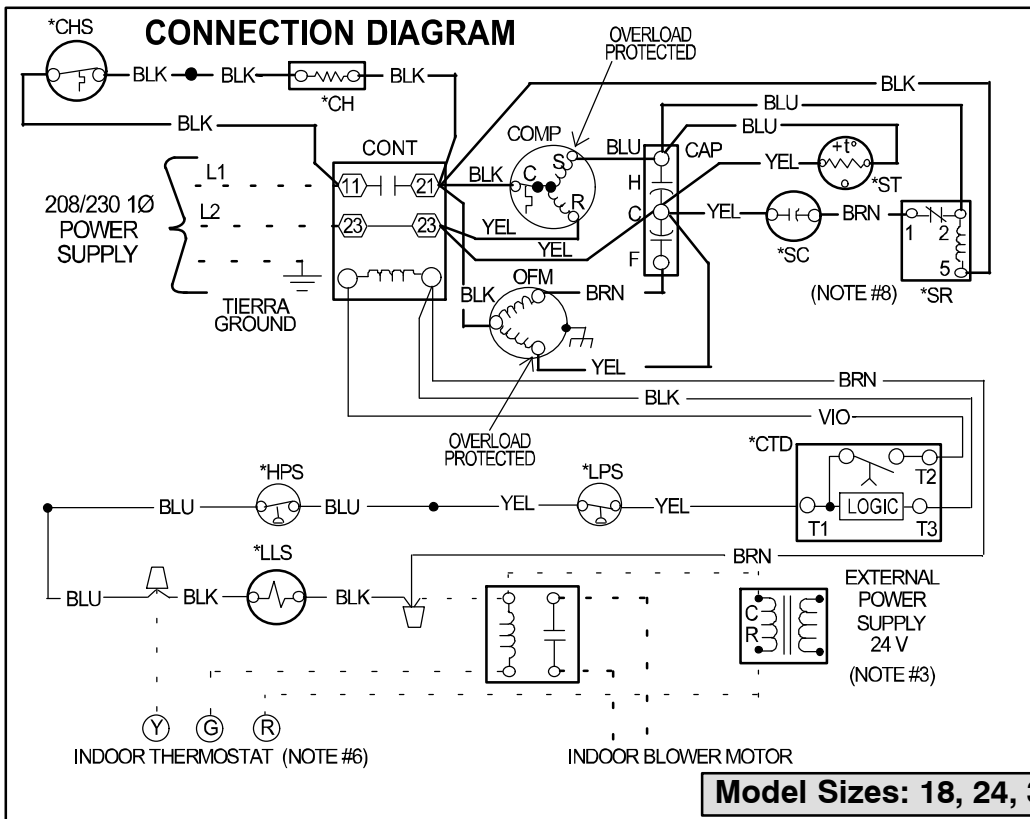 *CHS
CONNECTION DIAGRAM
OVERLOAD
PROTECTED
BLK
BLK
BLK
*CH
BLK
BLU
BLU
COMP
CONT
BLU
CAP
YEL
+t°
*ST
L1
11
21
BLK
C
S
R
H
C
F
208/230 1Ø
POWER
SUPPLY
L2
23
23
YEL
YEL
YEL
*SC
BRN
1
2
5
*SR
(NOTE #8)
TIERRA
GROUND
BLK
OFM
BRN
YEL
BRN
BLK
VIO
OVERLOAD
PROTECTED
*CTD
T2
LOGIC
T1
T3
*HPS
*LPS
BLU
BLU
YEL
YEL
*LLS
BRN
BLU
BLK
BLK
C
R
EXTERNAL
POWER
SUPPLY
24 V
(NOTE #3)
Y
G
R
INDOOR THERMOSTAT (NOTE #6)
INDOOR BLOWER MOTOR
Model Sizes: 18, 24,